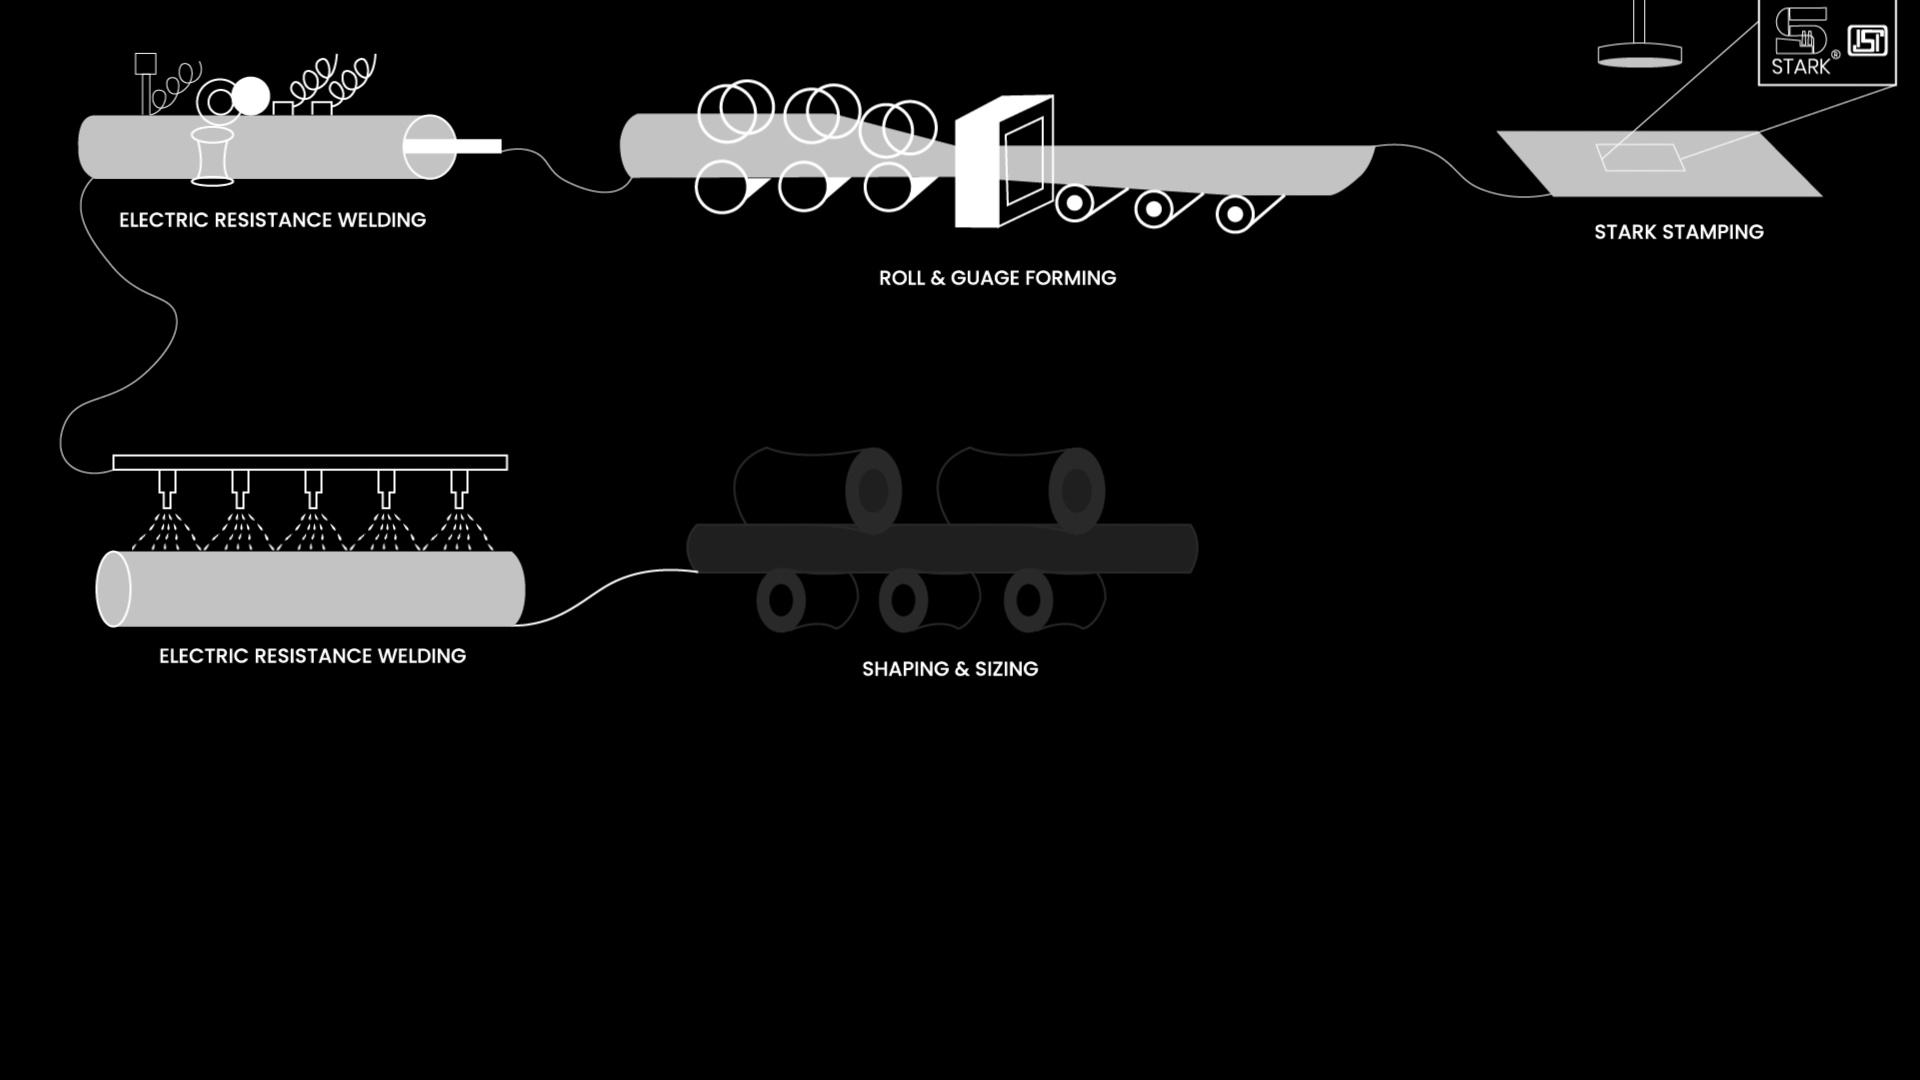 STARK®
ISI
ELECTRIC RESISTANCE WELDING
STARK STAMPING
ROLL & GUAGE FORMING
ELECTRIC RESISTANCE WELDING
SHAPING & SIZING